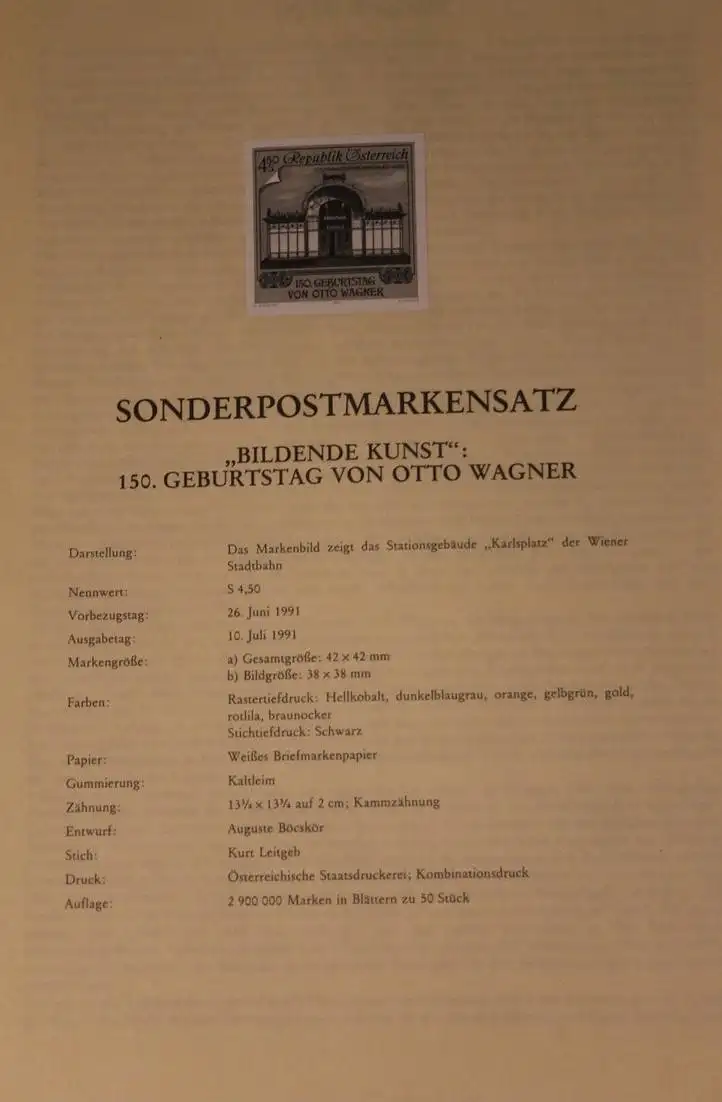 4.50 Republik Österreich
150. GEBURTSTAG
VON OTTO WAGNER
SONDERPOSTMARKENSATZ
„BILDENDE KUNST“:
150. GEBURTSTAG VON OTTO WAGNER
Darstellung: Das Markenbild zeigt das Stationsgebäude „Karlsplatz“ der Wiener
Stadtbahn
Nennwert: S 4,50
Vorbezugstag: 26. Juni 1991
Ausgabetag: 10. Juli 1991
Markengröße: a) Gesamtgröße: 42 × 42 mm
b) Bildgröße: 38 × 38 mm
Farben: Rastertiefdruck: Hellkobalt, dunkelblaugrau, orange, gelbgrün, gold,
rotlila, braunocker
Stichtiefdruck: Schwarz
Papier: Weißes Briefmarkenpapier
Gummierung: Kaltleim
Zähnung: 13¾ × 13¾ auf 2 cm; Kammzähnung
Entwurf: Auguste Böcskör
Stich: Kurt Leitgeb
Druck: Österreichische Staatsdruckerei; Kombinationsdruck
Auflage: 2 900 000 Marken in Blättern zu 50 Stück